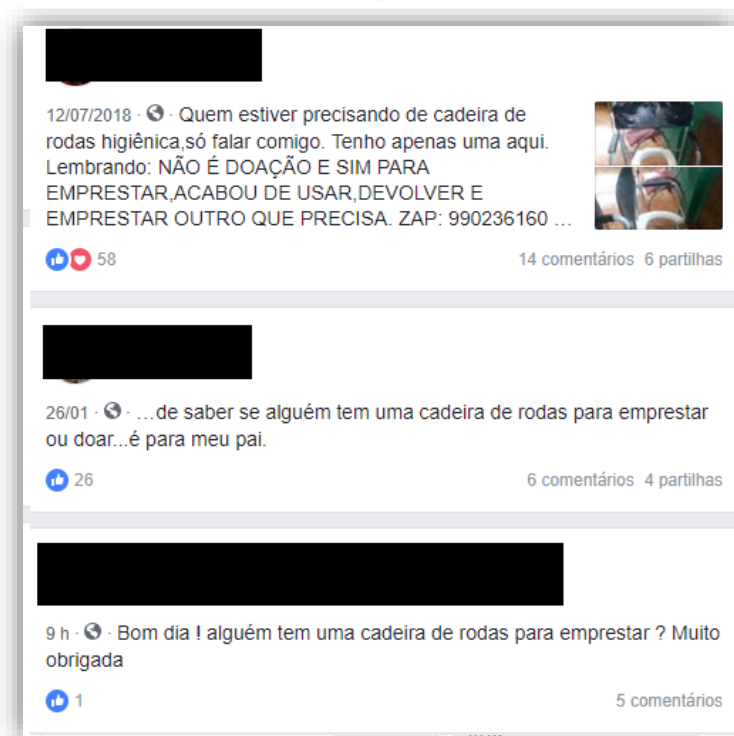 12/07/2018 · Quem estiver precisando de cadeira de
rodas higiênica,só falar comigo. Tenho apenas uma aqui.
Lembrando: NÃO É DOAÇÃO E SIM PARA
EMPRESTAR,ACABOU DE USAR,DEVOLVER E
EMPRESTAR OUTRO QUE PRECISA. ZAP: 990236160 ...
58 14 comentários 6 partilhas
26/01 · ...de saber se alguém tem uma cadeira de rodas para emprestar
ou doar...é para meu pai.
26 6 comentários 4 partilhas
9 h · Bom dia ! alguém tem uma cadeira de rodas para emprestar ? Muito
obrigada
1 5 comentários